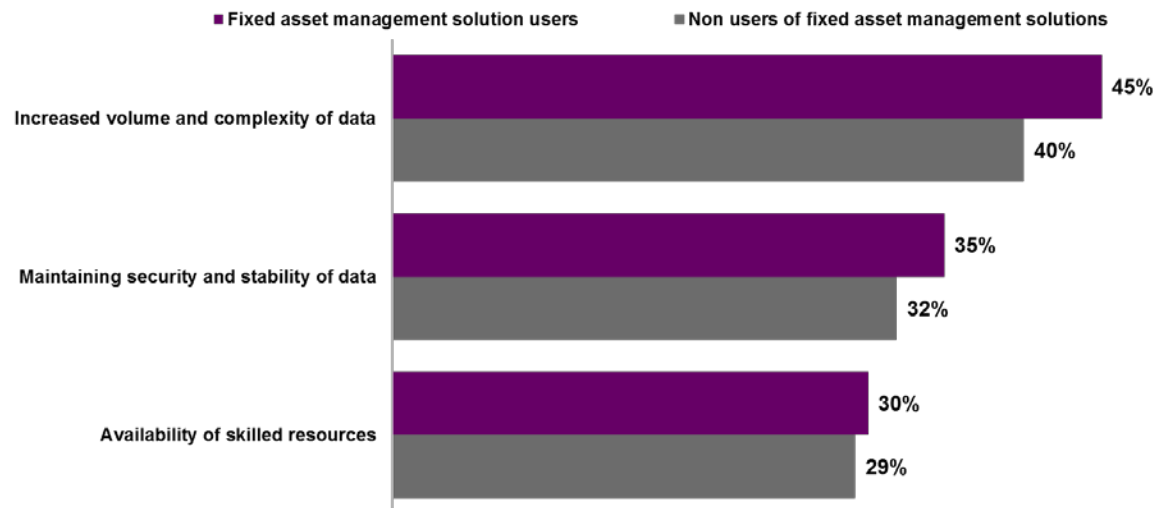 Fixed asset management solution users
Non users of fixed asset management solutions
Increased volume and complexity of data
45%
40%
Maintaining security and stability of data
35%
32%
Availability of skilled resources
30%
29%